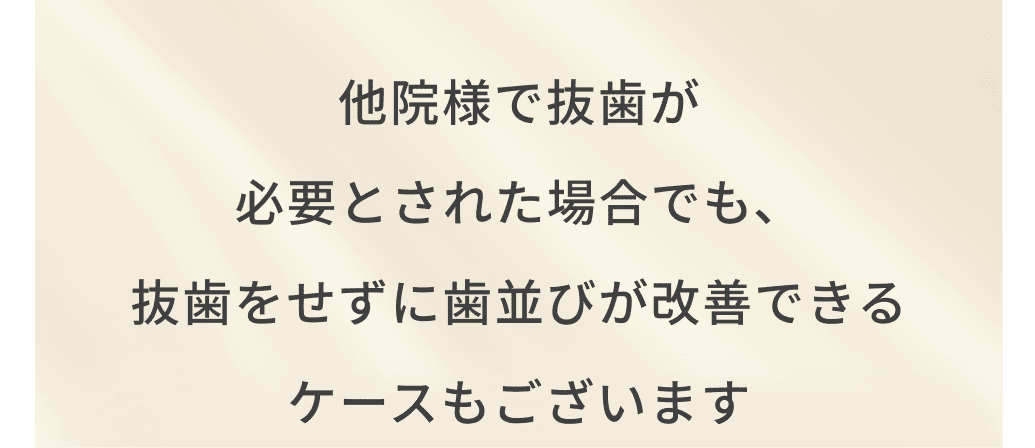 他院様で抜歯が
必要とされた場合でも、
抜歯をせずに歯並びが改善できる
ケースもございます